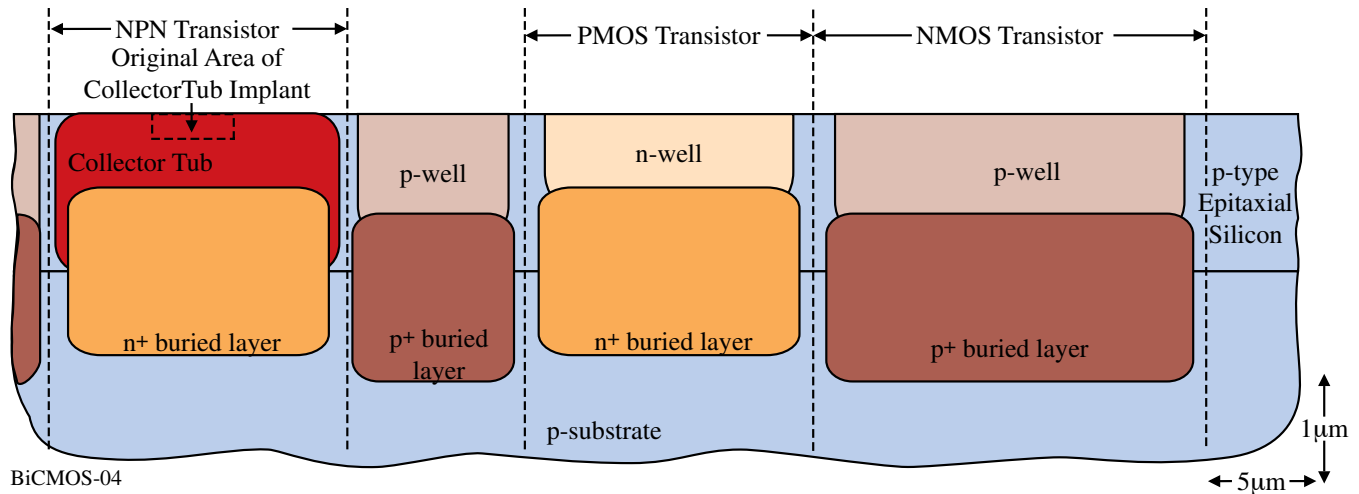 NPN Transistor
PMOS Transistor
NMOS Transistor
Original Area of
CollectorTub Implant
Collector Tub
p-well
n-well
p-well
p-type
Epitaxial
Silicon
n+ buried layer
p+ buried
layer
n+ buried layer
p+ buried layer
p-substrate
1μm
5μm
BiCMOS-04